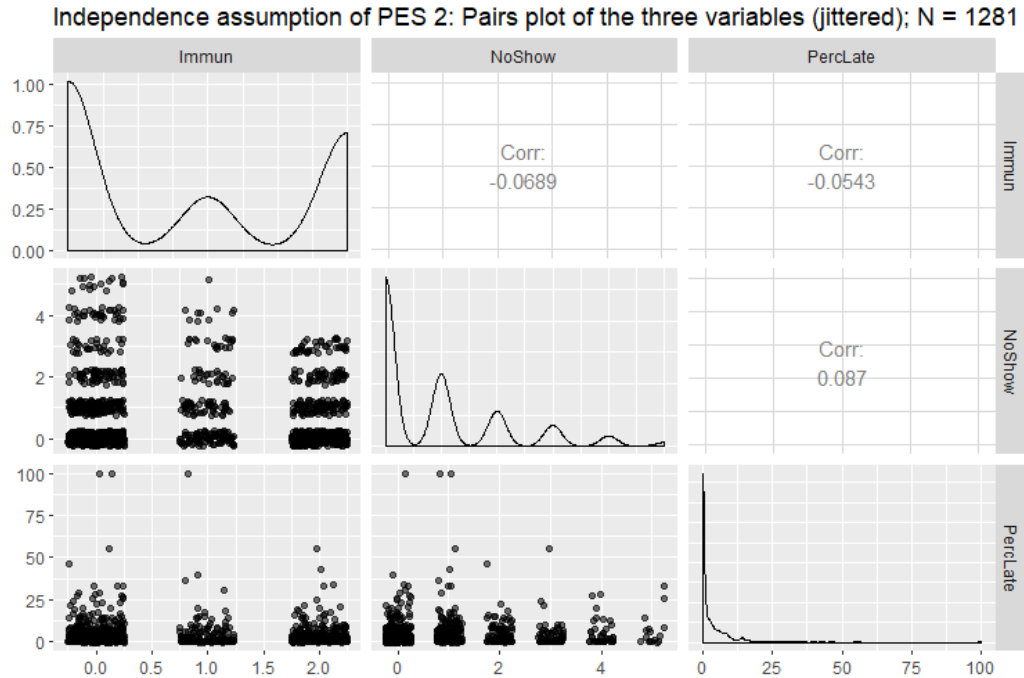 Independence assumption of PES 2: Pairs plot of the three variables (jittered); N = 1281
Immun NoShow PercLate
1.00
0.75
0.50
0.25
0.00
Corr:
-0.0689
Corr:
-0.0543
Immun
4
2
0
Corr:
0.087
NoShow
100
75
50
25
0
PercLate
0.0 0.5 1.0 1.5 2.0 0 2 4 0 25 50 75 100